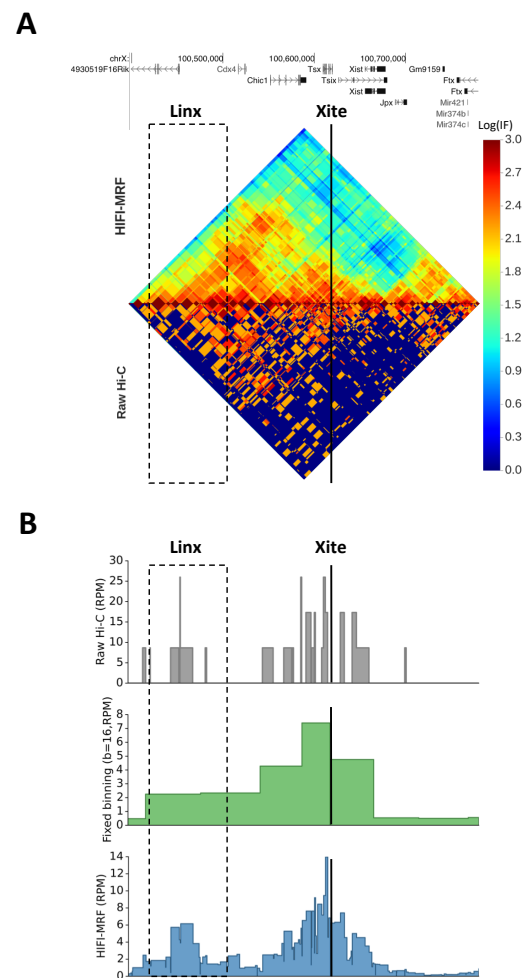 A
chrX:
100,500,000
100,600,000
100,700,000
4930519F16Rik
Cdx4
Tsx
Xist
Gm9159
Chic1
Tsix
Ftx
Xist
Ftx
Jpx
Mir421
Mir374b
Mir374c
Linx
Xite
Log(IF)
HIFI-MRF
Raw Hi-C
3.0
2.7
2.4
2.1
1.8
1.5
1.2
0.9
0.6
0.3
0.0
B
Linx
Xite
Raw Hi-C (RPM)
30
25
20
15
10
5
0
Fixed binning (b=16,RPM)
8
7
6
5
4
3
2
1
0
HIFI-MRF (RPM)
14
12
10
8
6
4
2
0